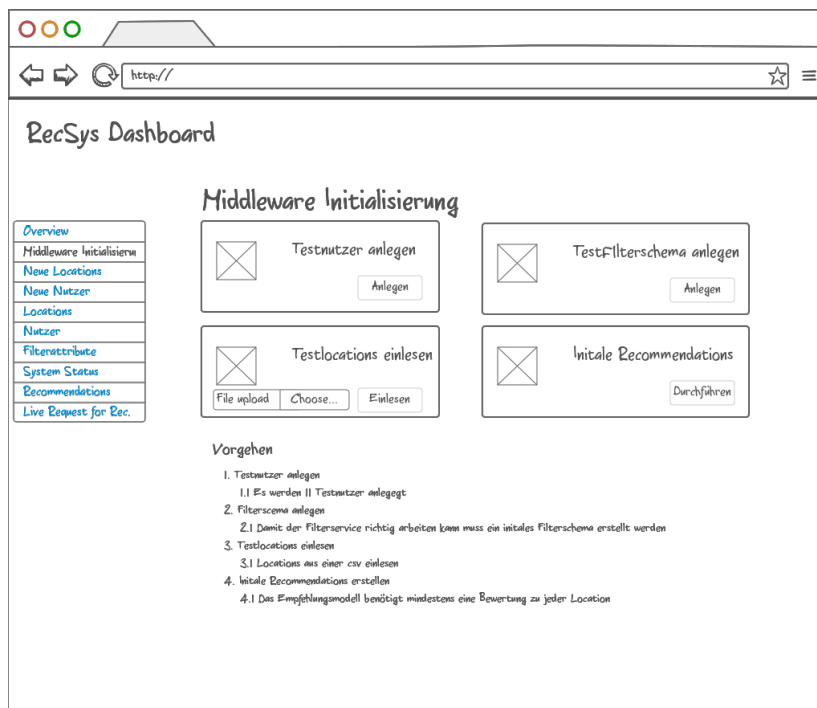 http://
RecSys Dashboard
Middleware Initialisierung
Overview
Middleware Initialisierun
Neue Locations
Neue Nutzer
Locations
Nutzer
Filterattribute
System Status
Recommendations
Live Request for Rec.
Testnutzer anlegen
Anlegen
TestFilterschema anlegen
Anlegen
Testlocations einlesen
File upload Choose... Einlesen
Initale Recommendations
Durchführen
Vorgehen
1. Testnutzer anlegen
1.1 Es werden 11 Testnutzer anlegegt
2. Filterscema anlegen
2.1 Damit der Filterservice richtig arbeiten kann muss ein initales Filterschema erstellt werden
3. Testlocations einlesen
3.1 Locations aus einer csv einlesen
4. Initale Recommendations erstellen
4.1 Das Empfehlungsmodell benötigt mindestens eine Bewertung zu jeder Location